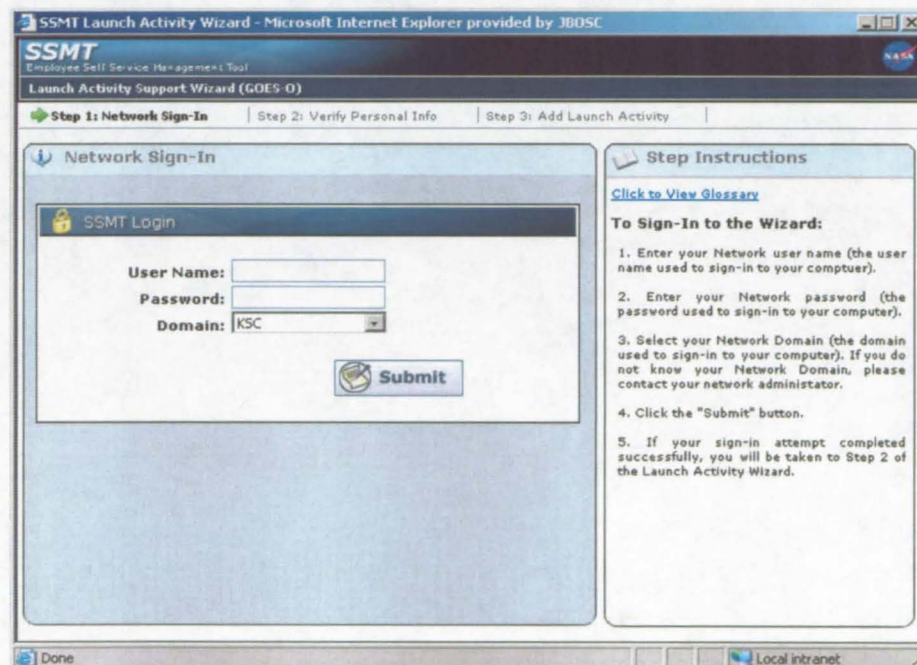 SSMT Launch Activity Wizard - Microsoft Internet Explorer provided by JBOSC
SSMT
Employee Self Service Management Tool
NASA
Launch Activity Support Wizard (GOES-O)
Step 1: Network Sign-In
Step 2: Verify Personal Info
Step 3: Add Launch Activity
Network Sign-In
SSMT Login
User Name:
Password:
Domain: KSC
Submit
Step Instructions
Click to View Glossary
To Sign-In to the Wizard:
1. Enter your Network user name (the user
name used to sign-in to your comptuer).
2. Enter your Network password (the
password used to sign-in to your computer).
3. Select your Network Domain (the domain
used to sign-in to your computer). If you do
not know your Network Domain, please
contact your network administator.
4. Click the "Submit" button.
5. If your sign-in attempt completed
successfully, you will be taken to Step 2 of
the Launch Activity Wizard.
Done
Local intranet